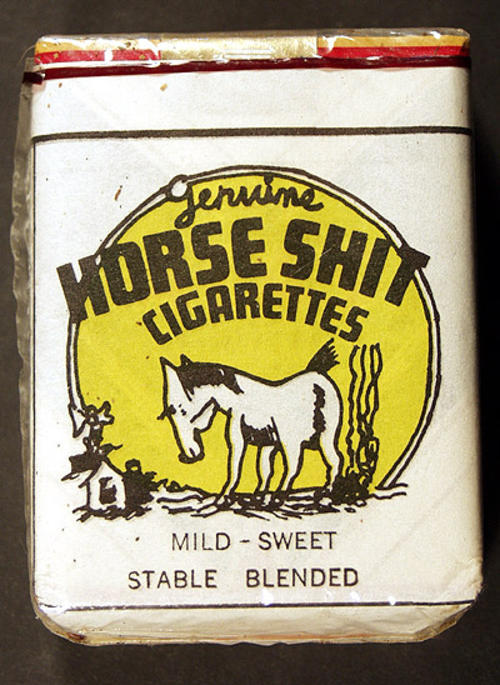 Genuine
HORSE SHIT
CIGARETTES
MILD - SWEET
STABLE BLENDED